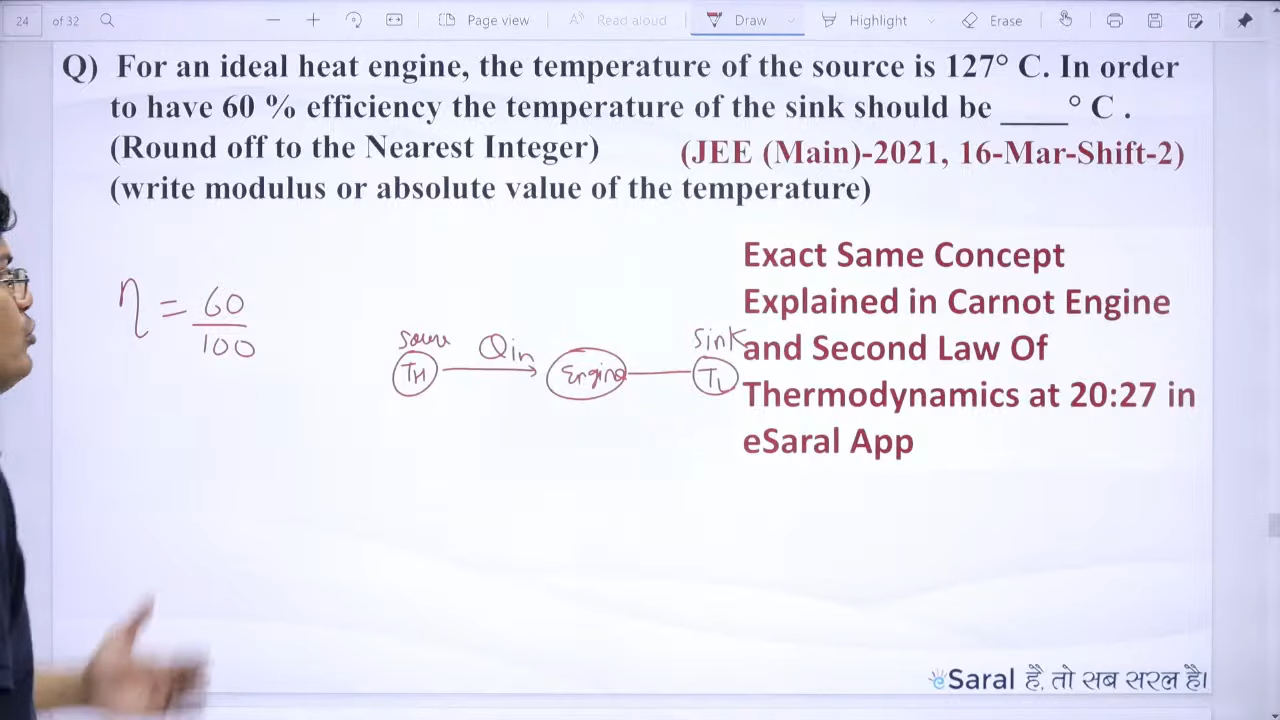 24 of 32 Page view Read aloud Draw Highlight Erase
Q) For an ideal heat engine, the temperature of the source is 127° C. In order
to have 60 % efficiency the temperature of the sink should be ____° C .
(Round off to the Nearest Integer) (JEE (Main)-2021, 16-Mar-Shift-2)
(write modulus or absolute value of the temperature)
Exact Same Concept
Explained in Carnot Engine
and Second Law Of
Thermodynamics at 20:27 in
eSaral App
η = 60/100
Qin
sink
TH
Engine
TL
eSaral है, तो सब सरल है।